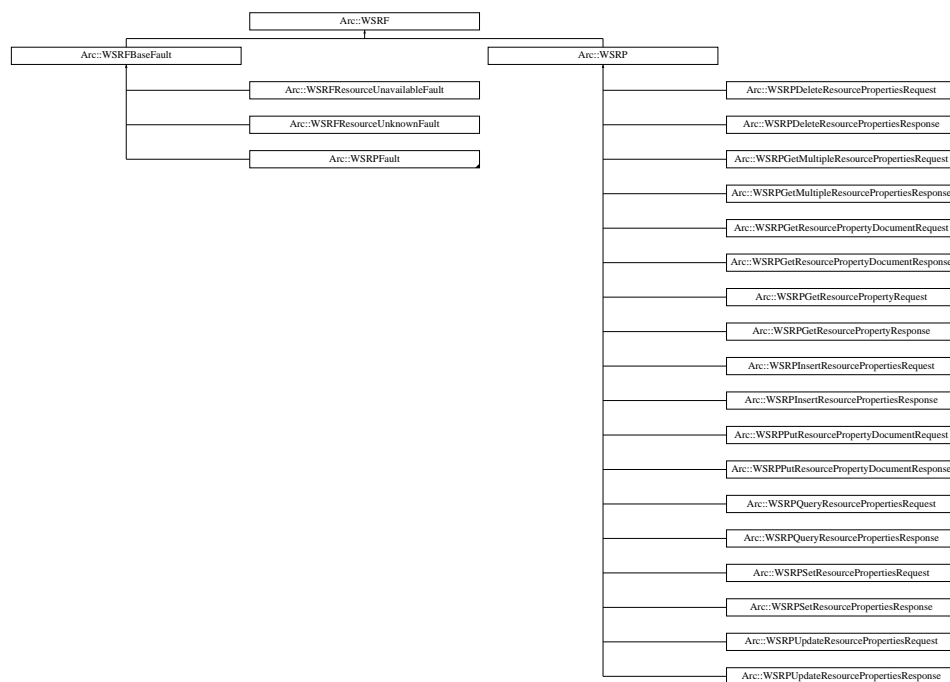 Arc::WSRF
Arc::WSRFBaseFault
Arc::WSRP
Arc::WSRFResourceUnavailableFault
Arc::WSRPDeleteResourcePropertiesRequest
Arc::WSRFResourceUnknownFault
Arc::WSRPDeleteResourcePropertiesResponse
Arc::WSRPFault
Arc::WSRPGetMultipleResourcePropertiesRequest
Arc::WSRPGetMultipleResourcePropertiesResponse
Arc::WSRPGetResourcePropertyDocumentRequest
Arc::WSRPGetResourcePropertyDocumentResponse
Arc::WSRPGetResourcePropertyRequest
Arc::WSRPGetResourcePropertyResponse
Arc::WSRPInsertResourcePropertiesRequest
Arc::WSRPInsertResourcePropertiesResponse
Arc::WSRPPutResourcePropertyDocumentRequest
Arc::WSRPPutResourcePropertyDocumentResponse
Arc::WSRPQueryResourcePropertiesRequest
Arc::WSRPQueryResourcePropertiesResponse
Arc::WSRPSetResourcePropertiesRequest
Arc::WSRPSetResourcePropertiesResponse
Arc::WSRPUpdateResourcePropertiesRequest
Arc::WSRPUpdateResourcePropertiesResponse